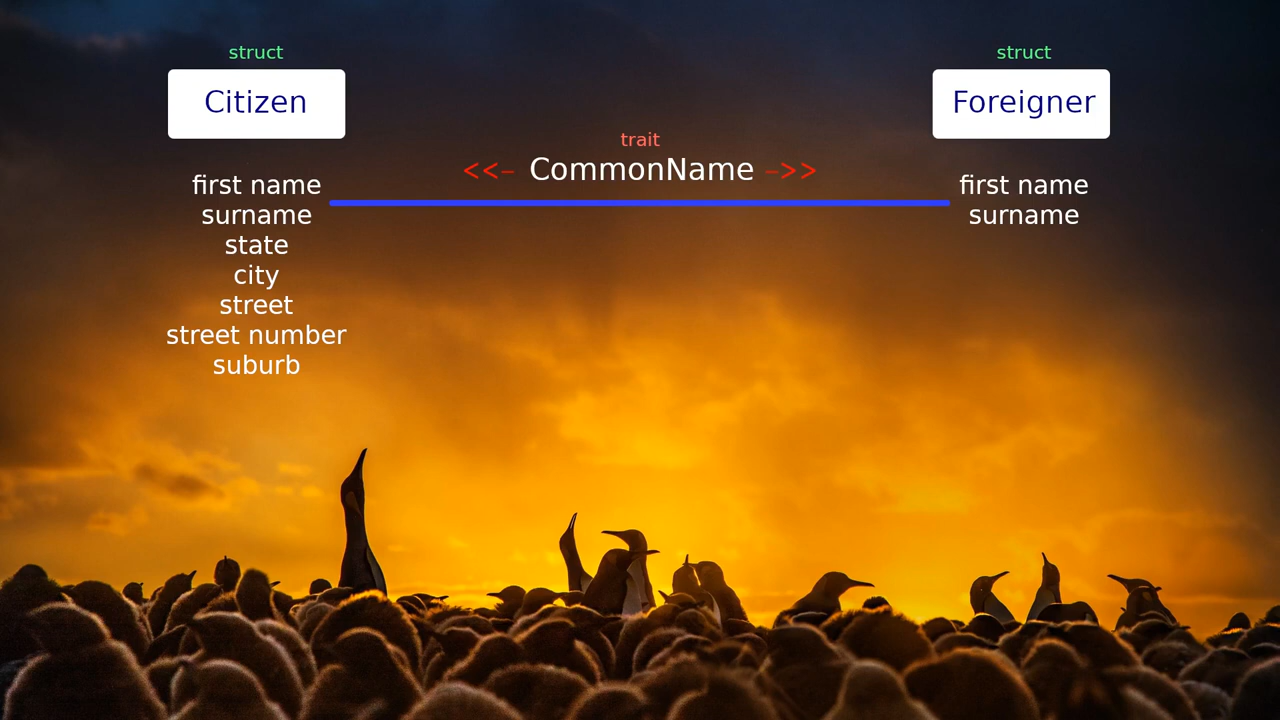 struct
Citizen
first name
surname
state
city
street
street number
suburb
trait
<<– CommonName –>>
struct
Foreigner
first name
surname